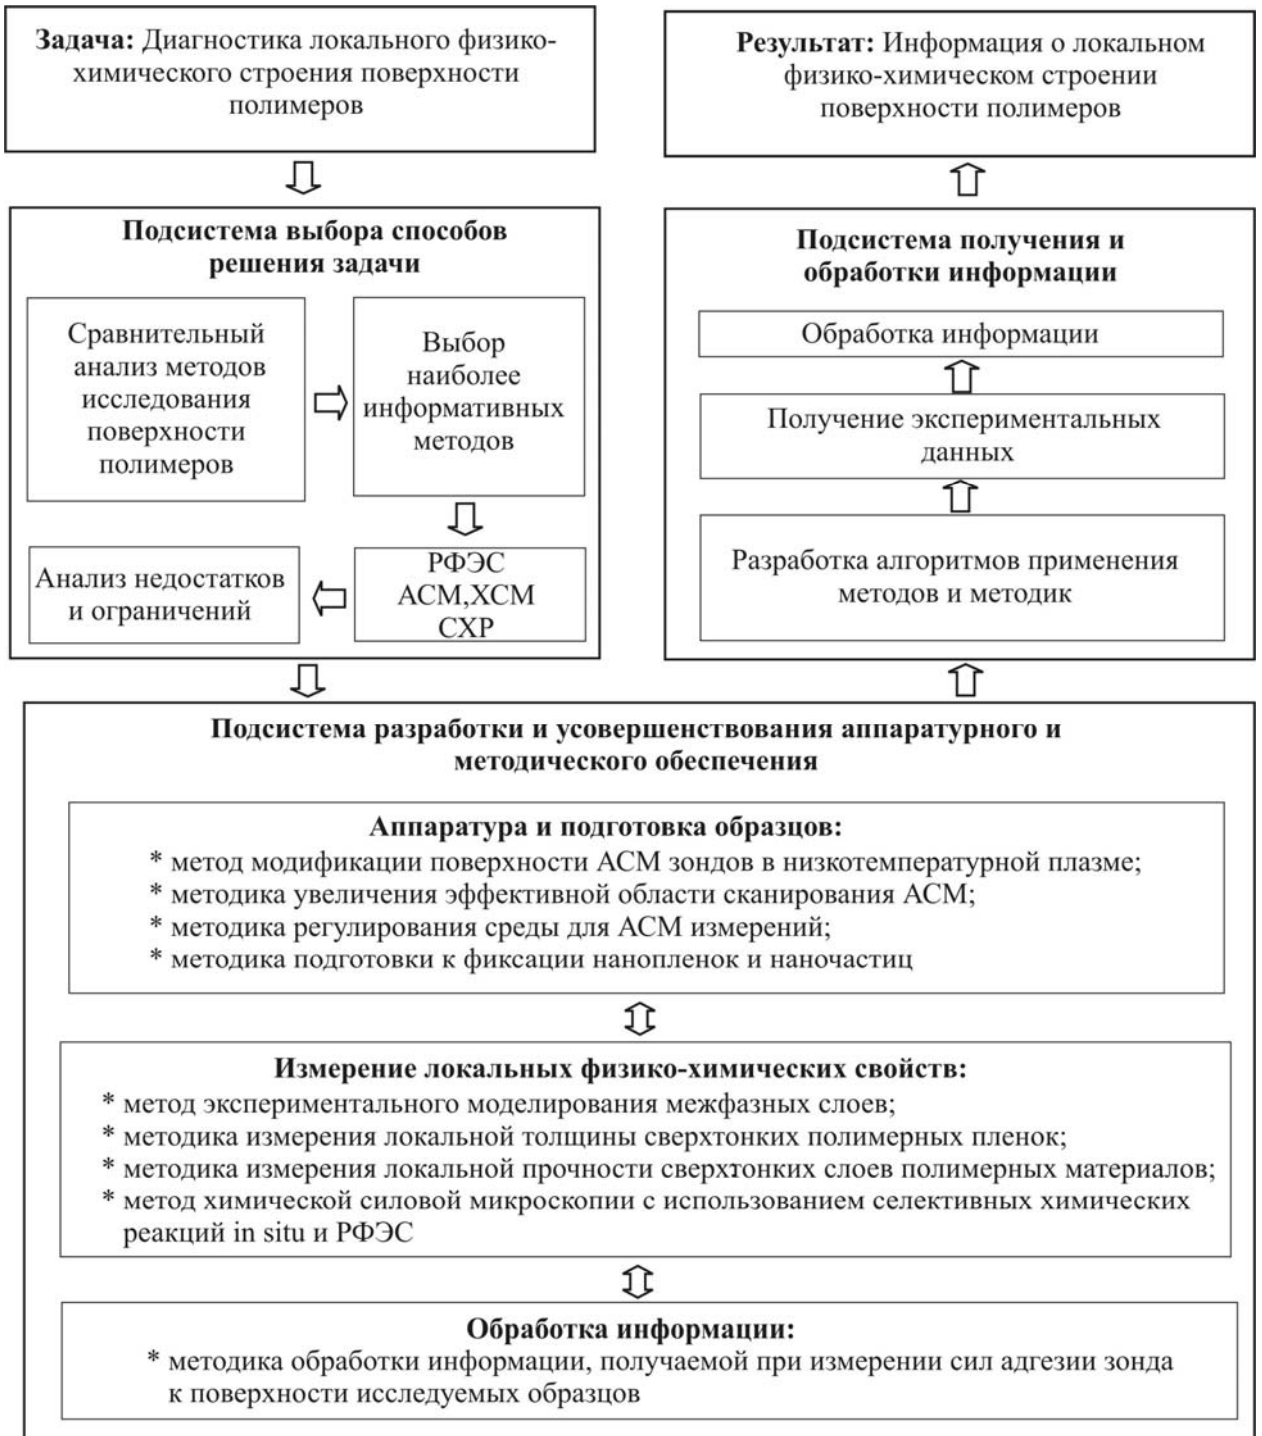 Задача: Диагностика локального физико-
химического строения поверхности
полимеров
Результат: Информация о локальном
физико-химическом строении
поверхности полимеров
Подсистема выбора способов
решения задачи
Сравнительный
анализ методов
исследования
поверхности
полимеров
Выбор
наиболее
информативных
методов
РФЭС
АСМ,ХСМ
СХР
Анализ недостатков
и ограничений
Подсистема получения и
обработки информации
Обработка информации
Получение экспериментальных
данных
Разработка алгоритмов применения
методов и методик
Подсистема разработки и усовершенствования аппаратурного и
методического обеспечения
Аппаратура и подготовка образцов:
* метод модификации поверхности АСМ зондов в низкотемпературной плазме;
* методика увеличения эффективной области сканирования АСМ;
* методика регулирования среды для АСМ измерений;
* методика подготовки к фиксации нанопленок и наночастиц
Измерение локальных физико-химических свойств:
* метод экспериментального моделирования межфазных слоев;
* методика измерения локальной толщины сверхтонких полимерных пленок;
* методика измерения локальной прочности сверхтонких слоев полимерных материалов;
* метод химической силовой микроскопии с использованием селективных химических
реакций in situ и РФЭС
Обработка информации:
* методика обработки информации, получаемой при измерении сил адгезии зонда
к поверхности исследуемых образцов